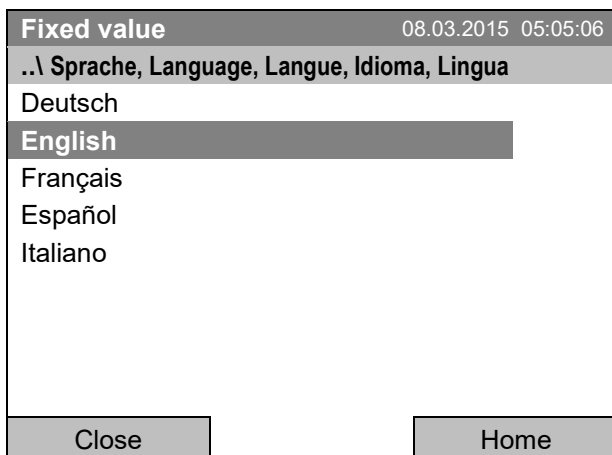 Fixed value 08.03.2015 05:05:06
..\ Sprache, Language, Langue, Idioma, Lingua
Deutsch
English
Français
Español
Italiano
Close Home